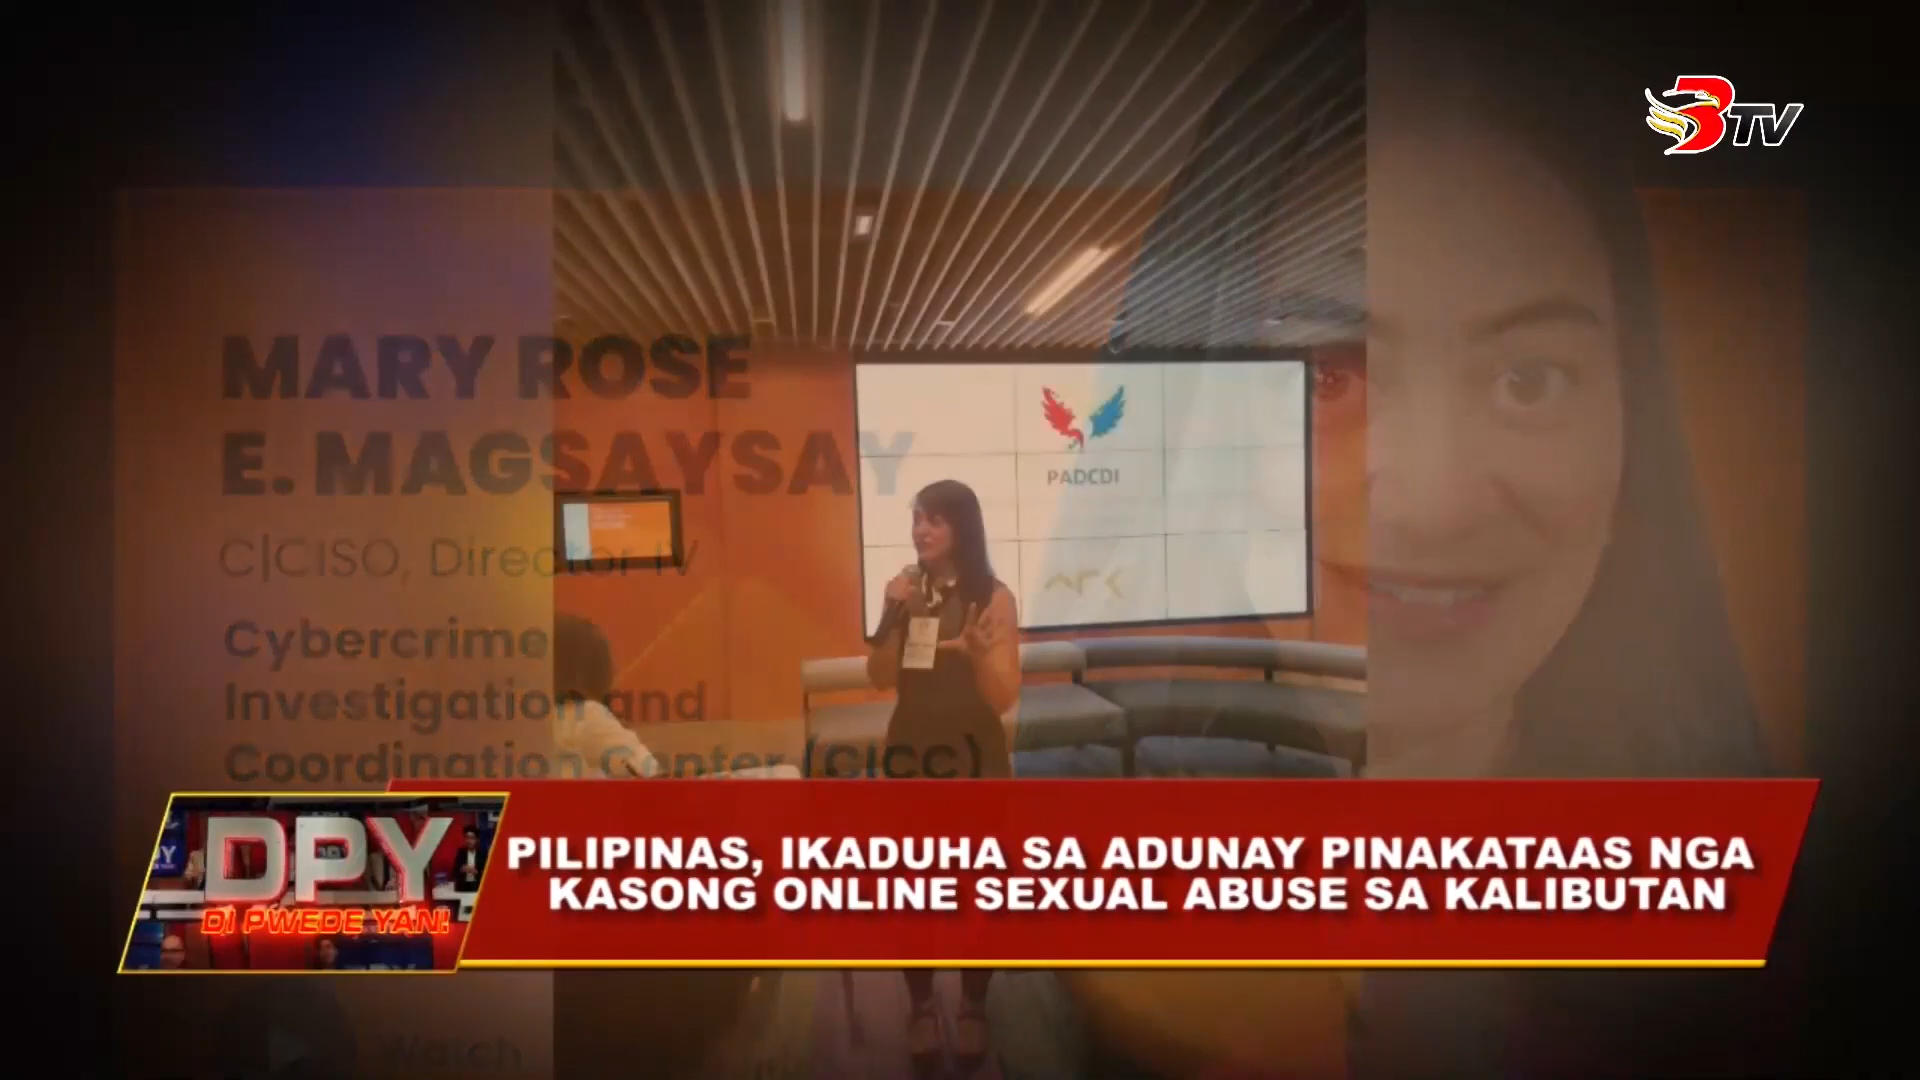 3TV
MARY ROSE
E. MAGSAYSAY
C|CISO, Director IV
Cybercrime
Investigation and
Coordination Center (CICC)
PADCDI
DPY
DI PWEDE YAN!
PILIPINAS, IKADUHA SA ADUNAY PINAKATAAS NGA
KASONG ONLINE SEXUAL ABUSE SA KALIBUTAN
Watch